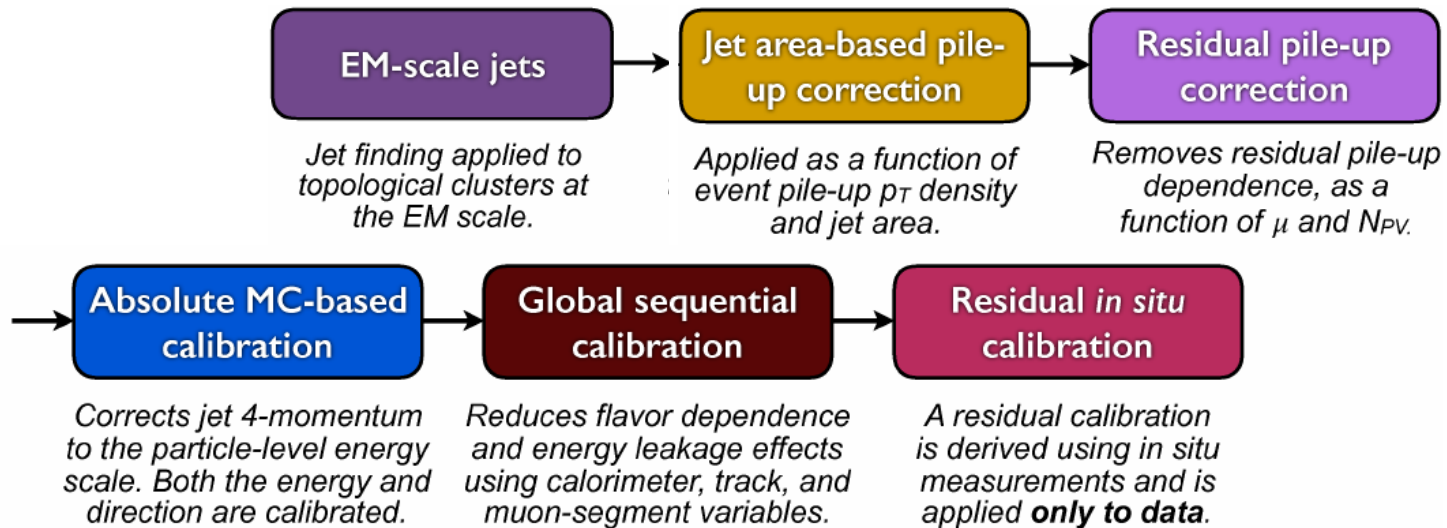 EM-scale jets
Jet finding applied to
topological clusters at
the EM scale.
Jet area-based pile-
up correction
Applied as a function of
event pile-up pT density
and jet area.
Residual pile-up
correction
Removes residual pile-up
dependence, as a
function of μ and NPV.
Absolute MC-based
calibration
Corrects jet 4-momentum
to the particle-level energy
scale. Both the energy and
direction are calibrated.
Global sequential
calibration
Reduces flavor dependence
and energy leakage effects
using calorimeter, track, and
muon-segment variables.
Residual in situ
calibration
A residual calibration
is derived using in situ
measurements and is
applied only to data.